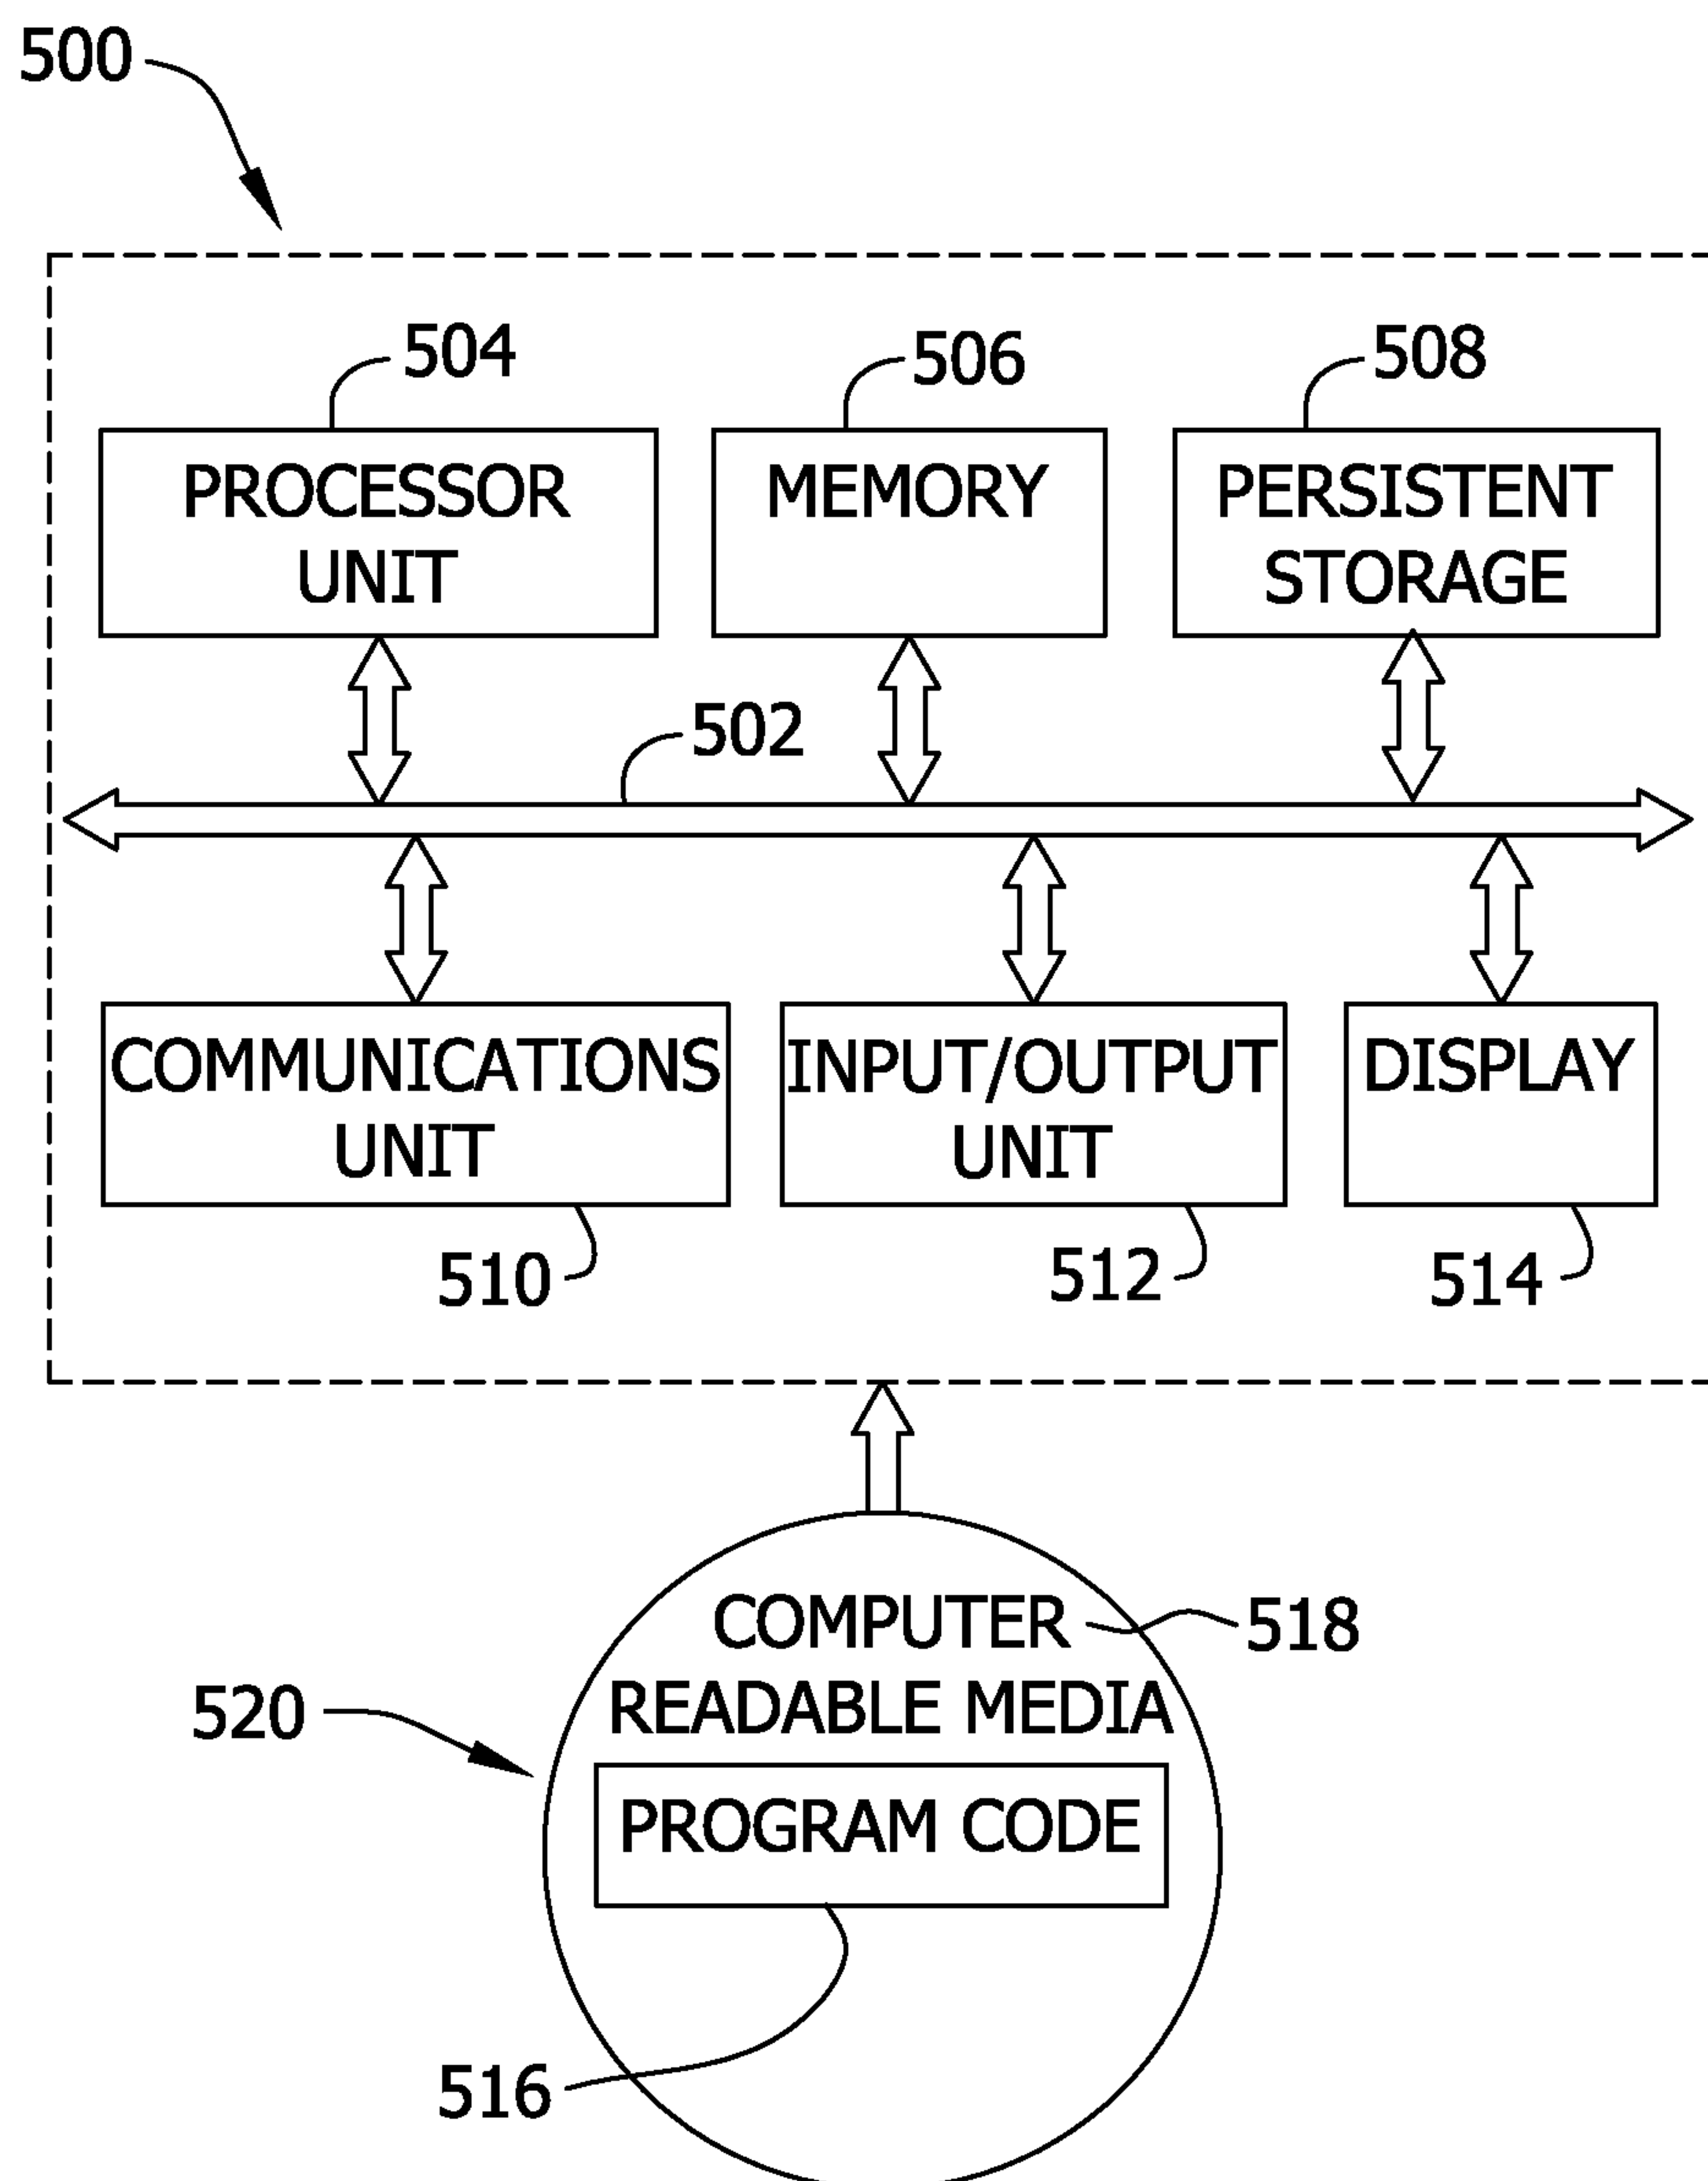 500
504
506
508
PROCESSOR
UNIT
MEMORY
PERSISTENT
STORAGE
502
COMMUNICATIONS
UNIT
INPUT/OUTPUT
UNIT
DISPLAY
510
512
514
COMPUTER
READABLE MEDIA
518
520
PROGRAM CODE
516